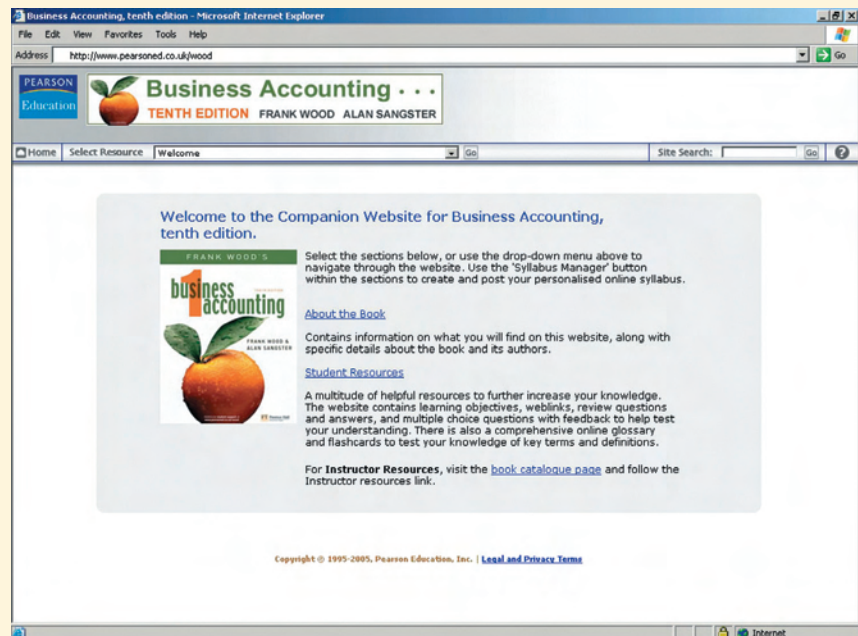 Business Accounting, tenth edition - Microsoft Internet Explorer
File Edit View Favorites Tools Help
Address http://www.pearsoned.co.uk/wood Go
PEARSON
Education
Business Accounting . . .
TENTH EDITION FRANK WOOD ALAN SANGSTER
Home Select Resource Welcome Go Site Search: Go ?
Welcome to the Companion Website for Business Accounting,
tenth edition.
FRANK WOOD'S
1
business
accounting
FRANK WOOD &
ALAN SANGSTER
Select the sections below, or use the drop-down menu above to
navigate through the website. Use the 'Syllabus Manager' button
within the sections to create and post your personalised online syllabus.
About the Book
Contains information on what you will find on this website, along with
specific details about the book and its authors.
Student Resources
A multitude of helpful resources to further increase your knowledge.
The website contains learning objectives, weblinks, review questions
and answers, and multiple choice questions with feedback to help test
your understanding. There is also a comprehensive online glossary
and flashcards to test your knowledge of key terms and definitions.
For Instructor Resources, visit the book catalogue page and follow the
Instructor resources link.
Copyright © 1995-2005, Pearson Education, Inc. | Legal and Privacy Terms
Internet